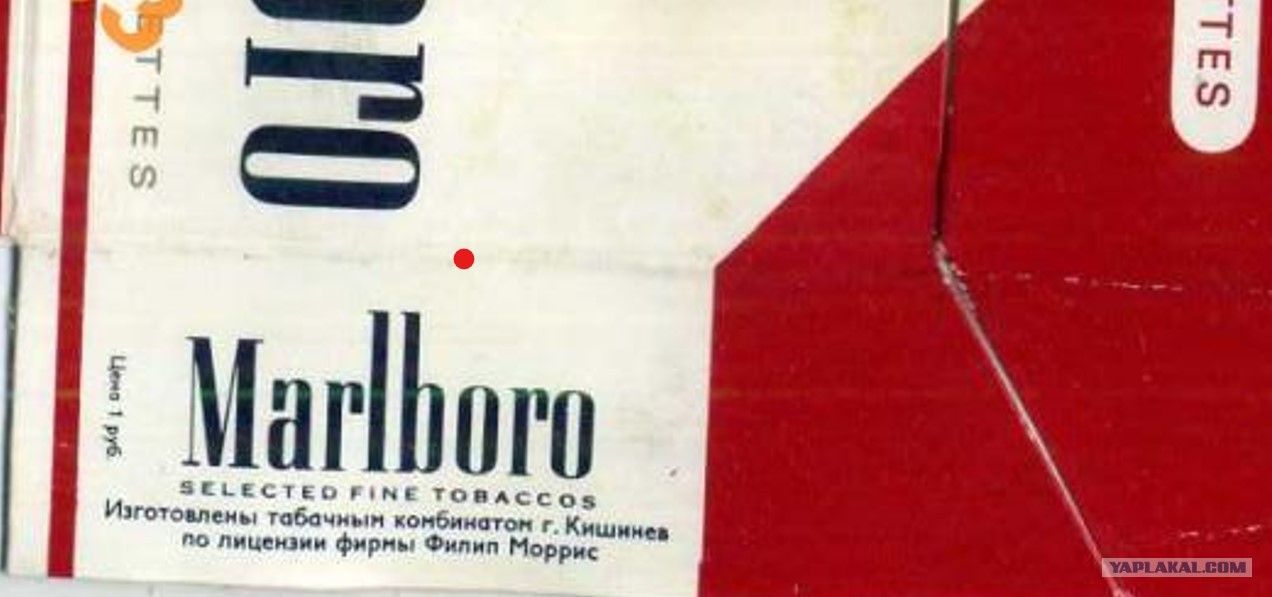 TTES
oro
TTES
Цена 1 руб.
Marlboro
SELECTED FINE TOBACCOS
Изготовлены табачным комбинатом г. Кишинев
по лицензии фирмы Филип Моррис
YAPLAKAL.COM